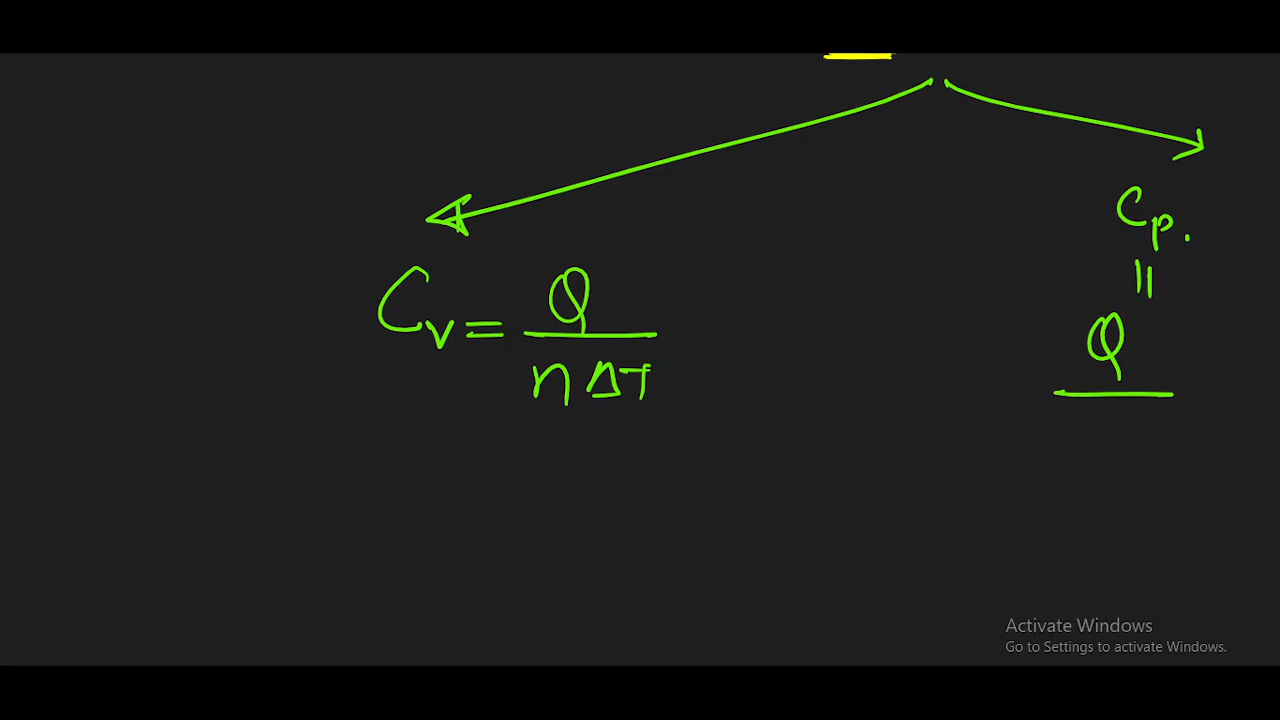 Cv = Q / nΔT
Cp.
=
Q
Activate Windows
Go to Settings to activate Windows.